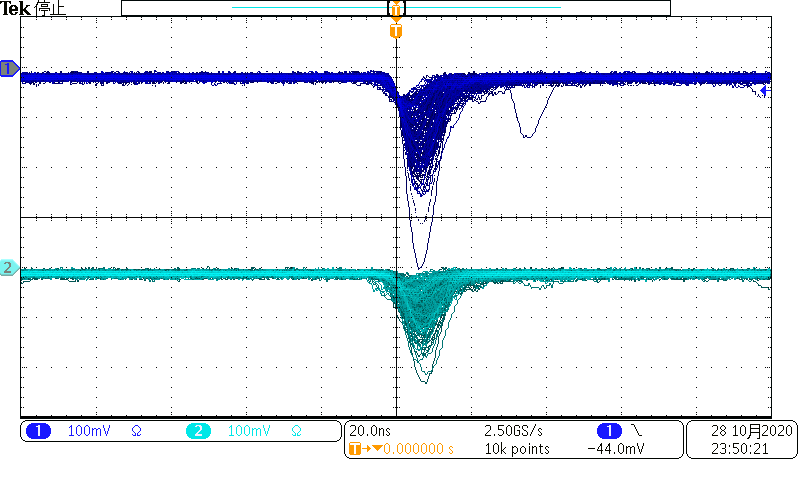 Tek 停止
T
T
1
2
1 100mV Ω 2 100mV Ω
20.0ns 2.50GS/s 1
T→▼0.000000 s 10k points −44.0mV
28 10月2020
23:50:21